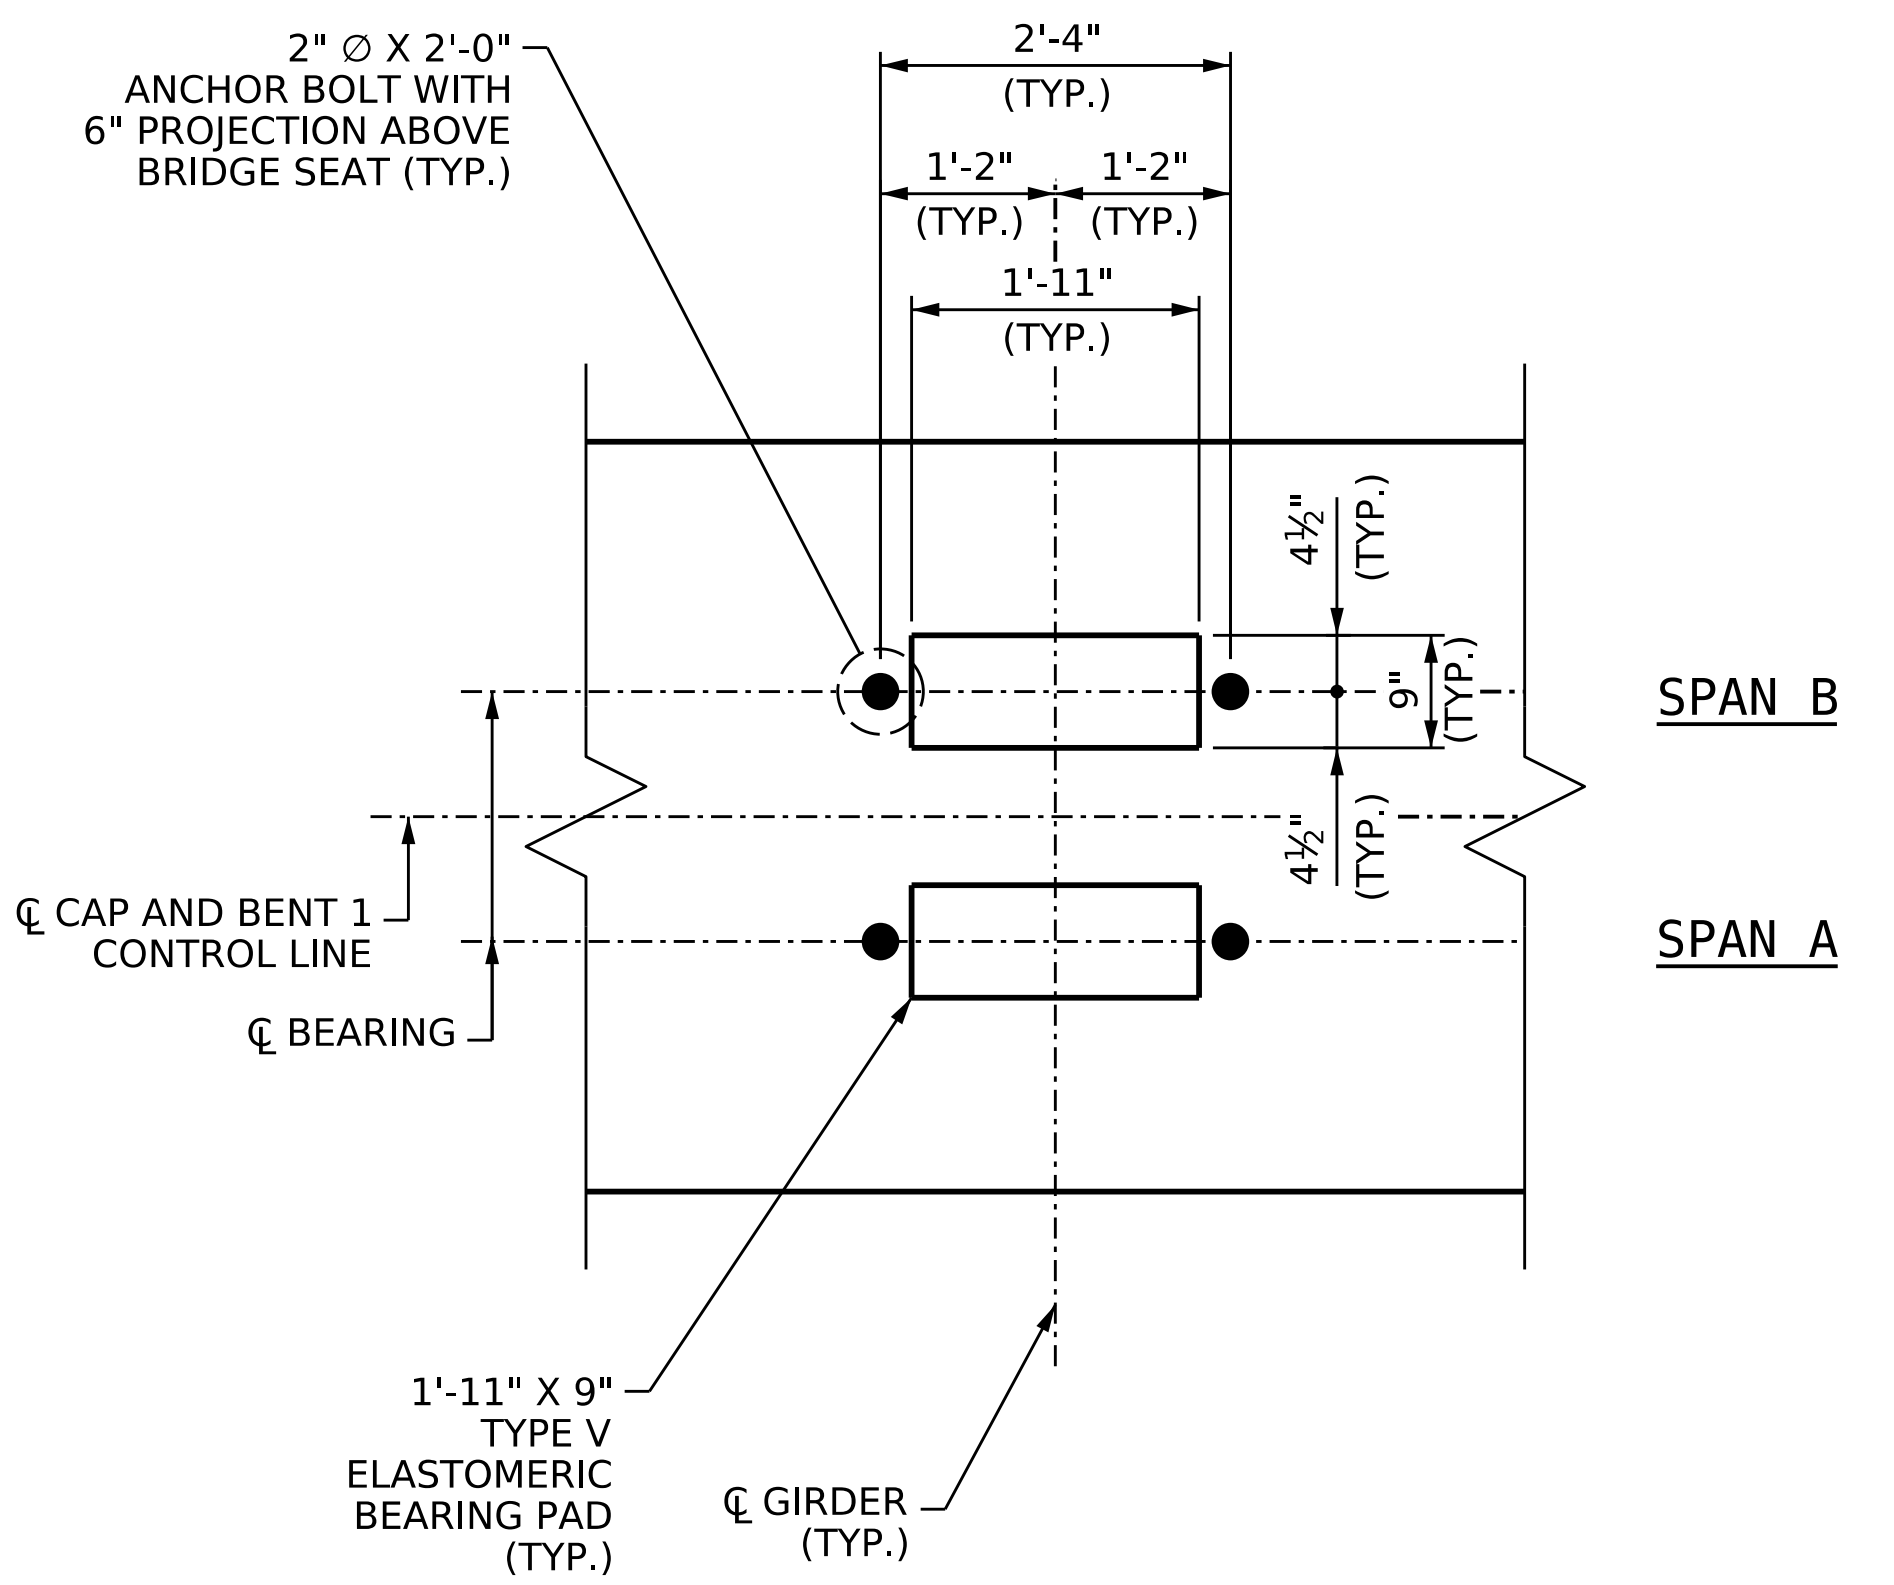 2" ∅ X 2'-0"
ANCHOR BOLT WITH
6" PROJECTION ABOVE
BRIDGE SEAT (TYP.)
2'-4"
(TYP.)
1'-2"
(TYP.)
1'-2"
(TYP.)
1'-11"
(TYP.)
4½"
(TYP.)
9"
(TYP.)
4½"
(TYP.)
SPAN B
SPAN A
℄ CAP AND BENT 1
CONTROL LINE
℄ BEARING
1'-11" X 9"
TYPE V
ELASTOMERIC
BEARING PAD
(TYP.)
℄ GIRDER
(TYP.)